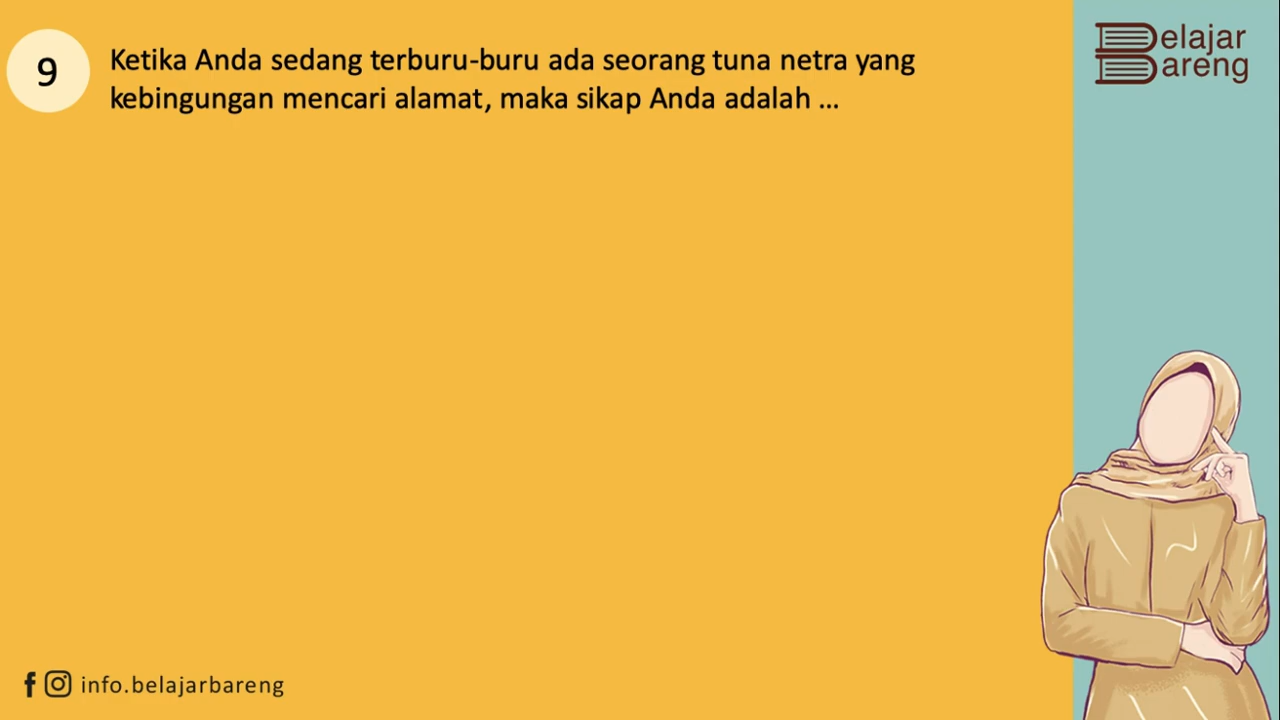 9
Ketika Anda sedang terburu-buru ada seorang tuna netra yang
kebingungan mencari alamat, maka sikap Anda adalah ...
Belajar
Bareng
info.belajarbareng